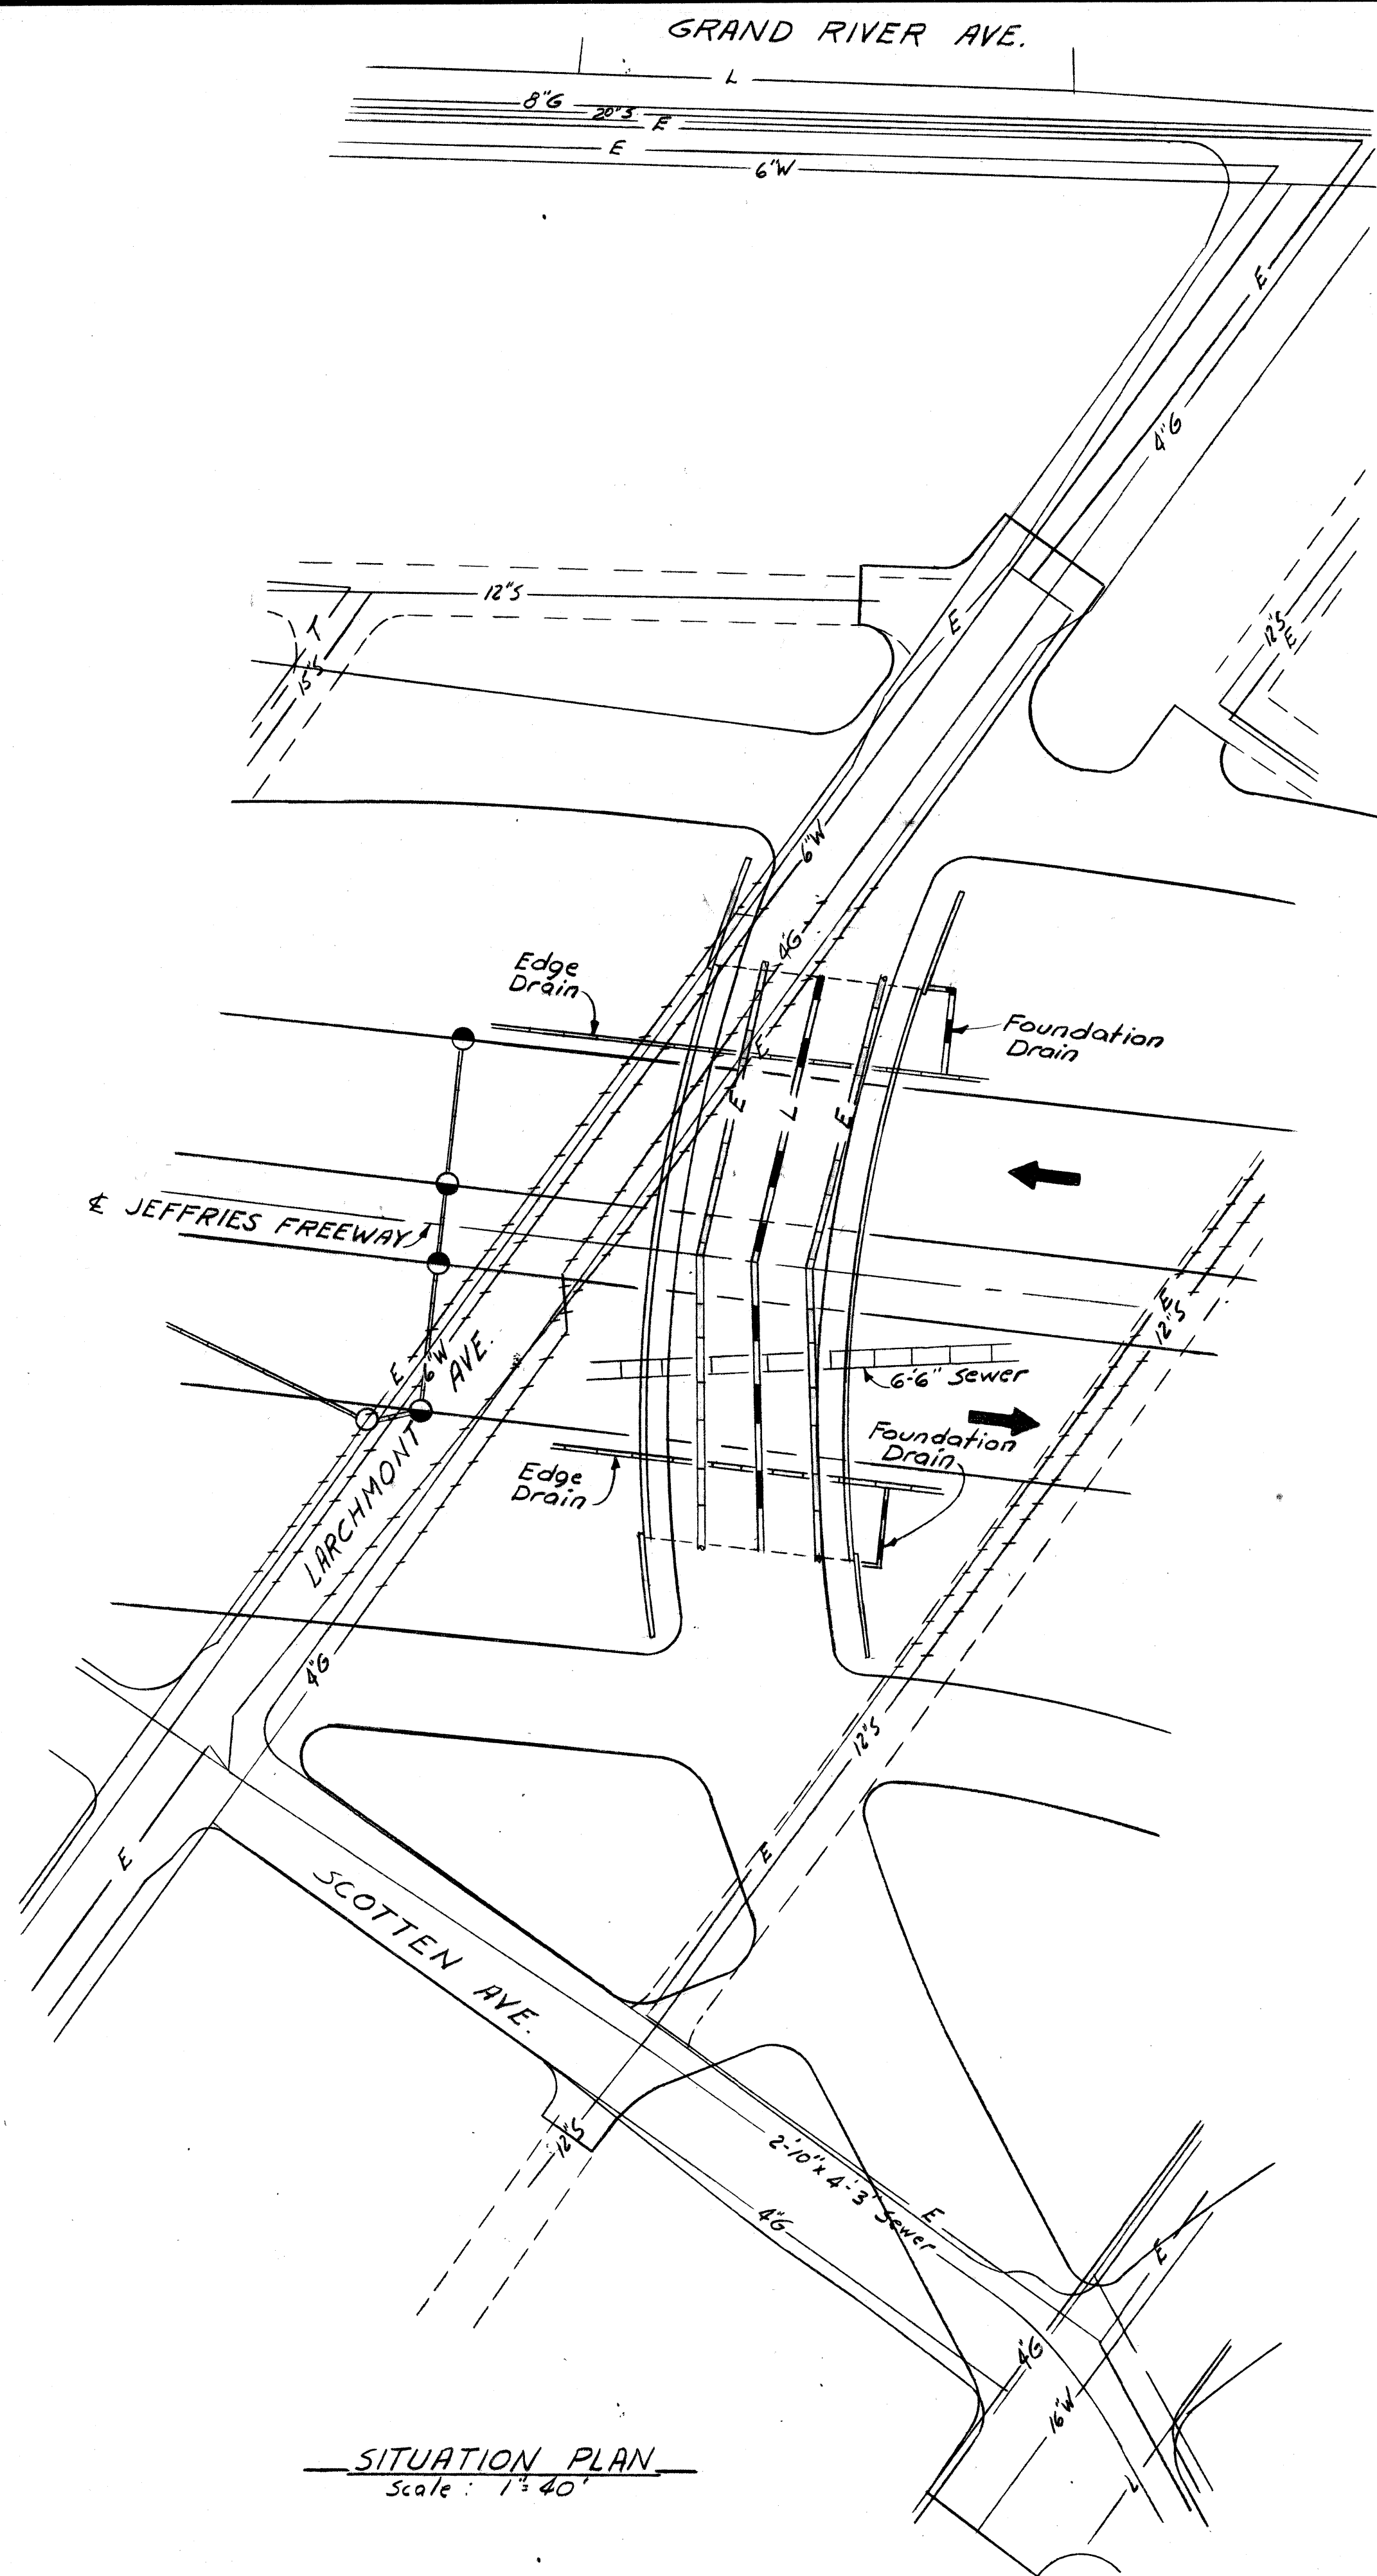 GRAND RIVER AVE.
L
8"G
20"S
E
E
6"W
E
4"G
12"S
E
T
15"S
12"S
E
6"W
4"G
Edge
Drain
Foundation
Drain
E
E
L
E
℄ JEFFRIES FREEWAY
E
12"S
E
6"W
LARCHMONT AVE.
6'-6" Sewer
Foundation
Drain
Edge
Drain
4"G
12"S
E
E
SCOTTEN AVE.
12"S
2'-10" x 4'-3" Sewer
E
4"G
E
4"G
16"W
L
SITUATION PLAN
Scale : 1"= 40'